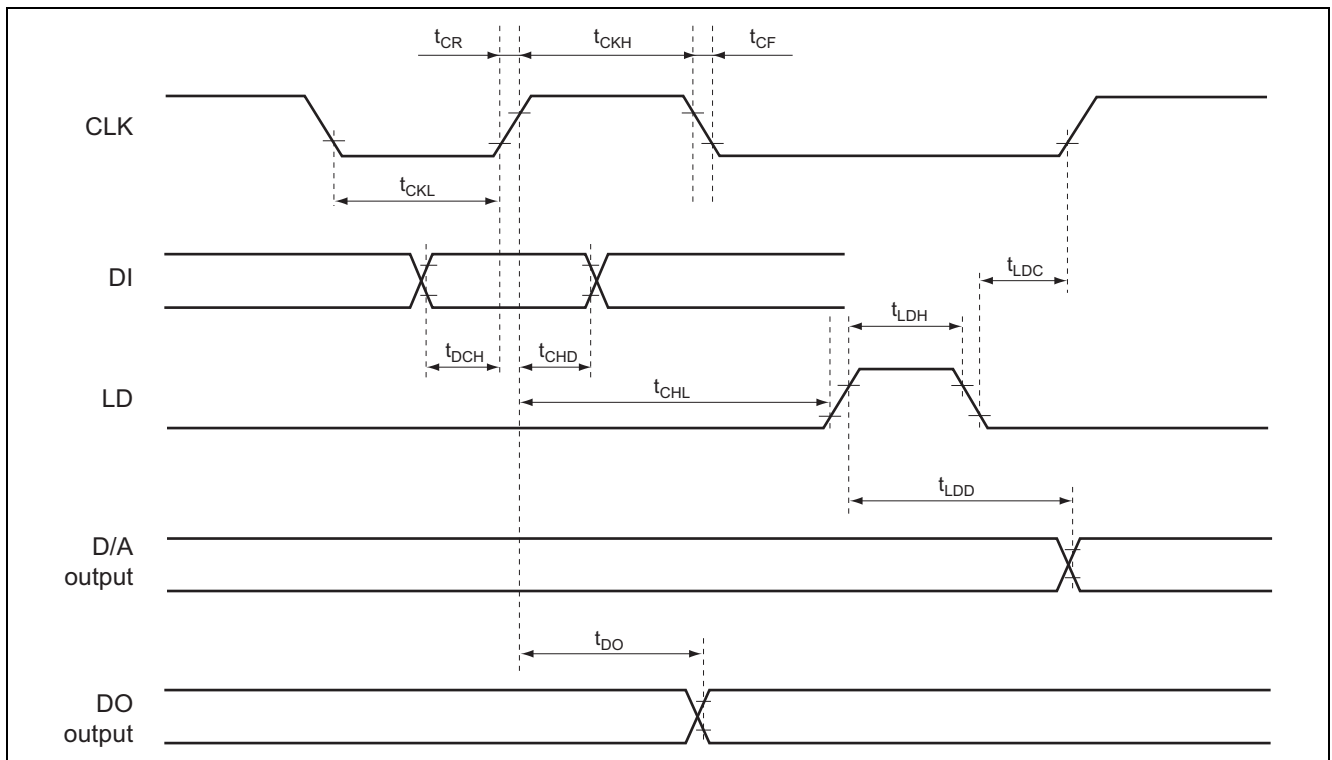 tCR
tCKH
tCF
CLK
tCKL
DI
tLDC
tLDH
tDCH
tCHD
tCHL
LD
tLDD
D/A
output
tDO
DO
output